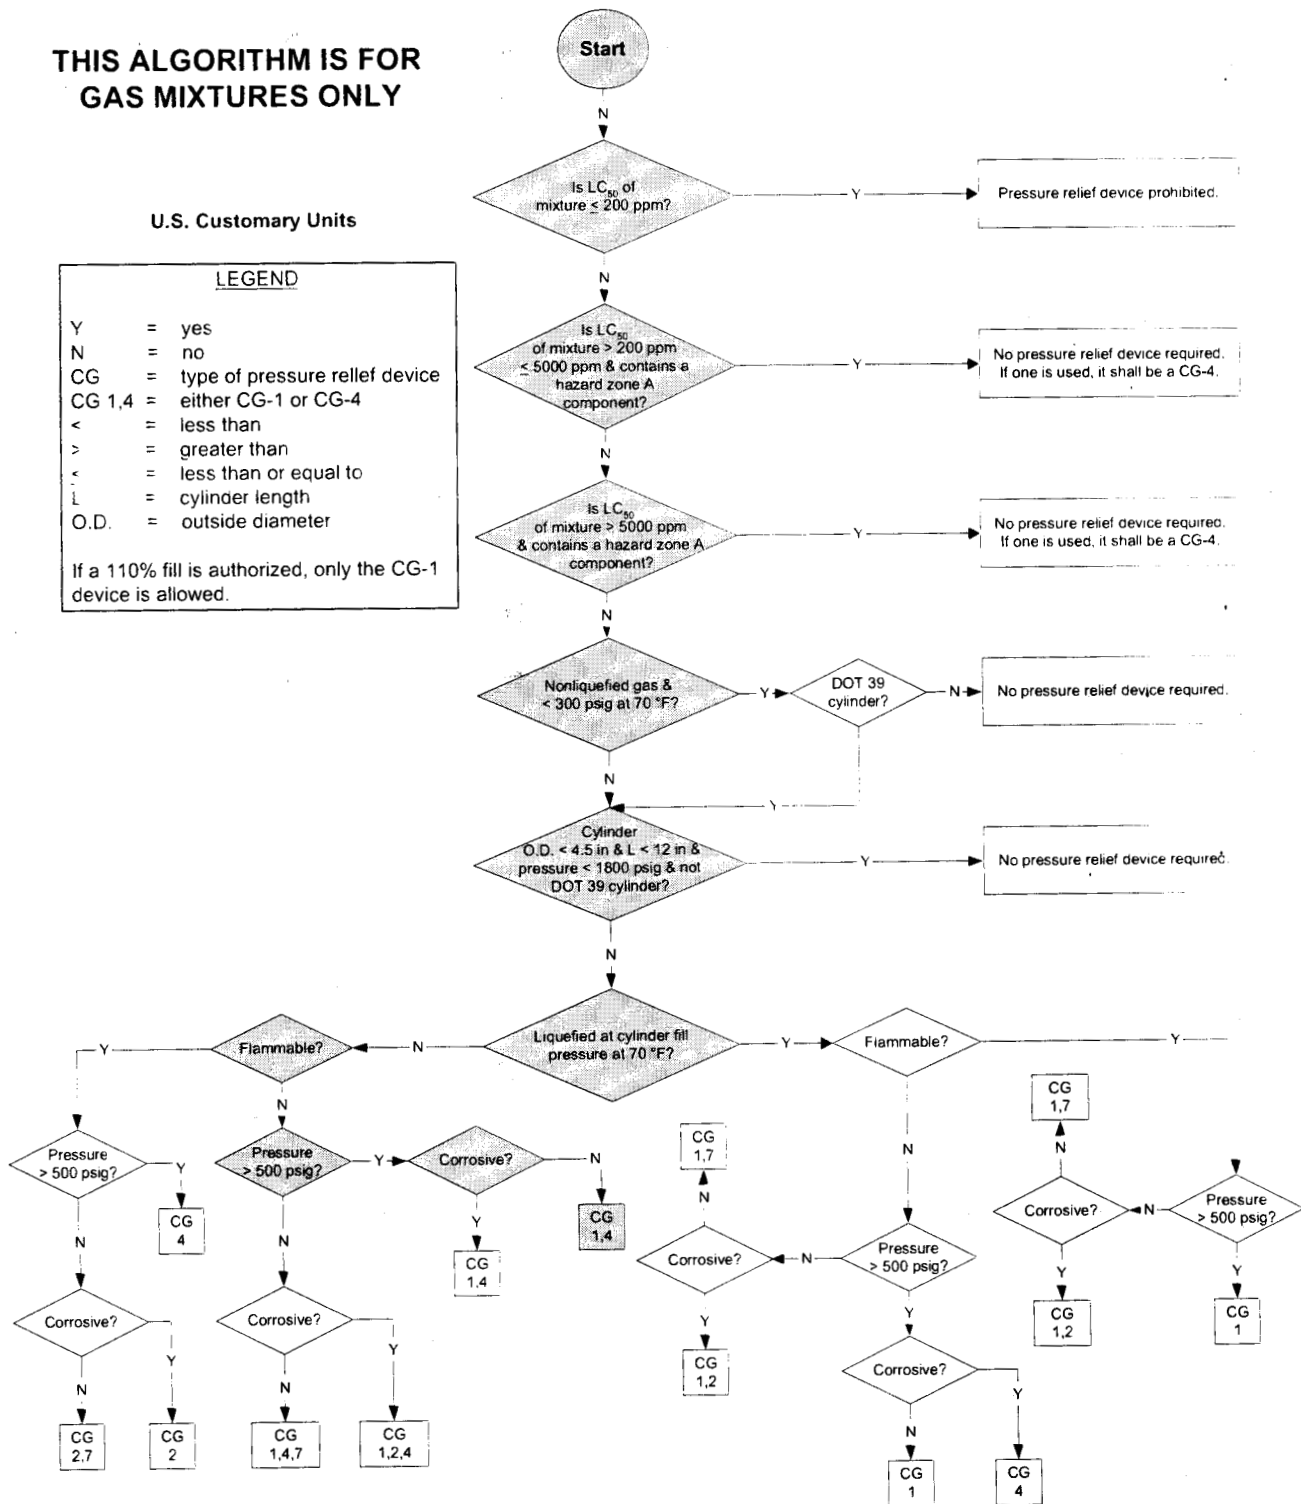 THIS ALGORITHM IS FOR
GAS MIXTURES ONLY
U.S. Customary Units
LEGEND
Y = yes
N = no
CG = type of pressure relief device
CG 1,4 = either CG-1 or CG-4
< = less than
> = greater than
≤ = less than or equal to
L = cylinder length
O.D. = outside diameter
If a 110% fill is authorized, only the CG-1
device is allowed.
Start
N
Is LC50 of
mixture ≤ 200 ppm?
Y
Pressure relief device prohibited.
N
Is LC50
of mixture > 200 ppm
≤ 5000 ppm & contains a
hazard zone A
component?
Y
No pressure relief device required.
If one is used, it shall be a CG-4.
N
Is LC50
of mixture > 5000 ppm
& contains a hazard zone A
component?
Y
No pressure relief device required.
If one is used, it shall be a CG-4.
N
Nonliquefied gas &
< 300 psig at 70 °F?
Y
DOT 39
cylinder?
N
No pressure relief device required.
N
Y
Cylinder
O.D. < 4.5 in & L < 12 in &
pressure < 1800 psig & not
DOT 39 cylinder?
Y
No pressure relief device required.
N
Liquefied at cylinder fill
pressure at 70 °F?
N
Flammable?
Y
Y
Flammable?
Y
Pressure
> 500 psig?
Y
CG
4
N
Corrosive?
N
CG
2,7
Y
CG
2
N
Pressure
> 500 psig?
Y
Corrosive?
N
CG
1,4
Y
CG
1,4
N
Corrosive?
N
CG
1,4,7
Y
CG
1,2,4
N
Pressure
> 500 psig?
N
Corrosive?
N
CG
1,7
Y
CG
1,2
Y
Corrosive?
N
CG
1
Y
CG
4
Pressure
> 500 psig?
N
Corrosive?
N
CG
1,7
Y
CG
1,2
Y
CG
1